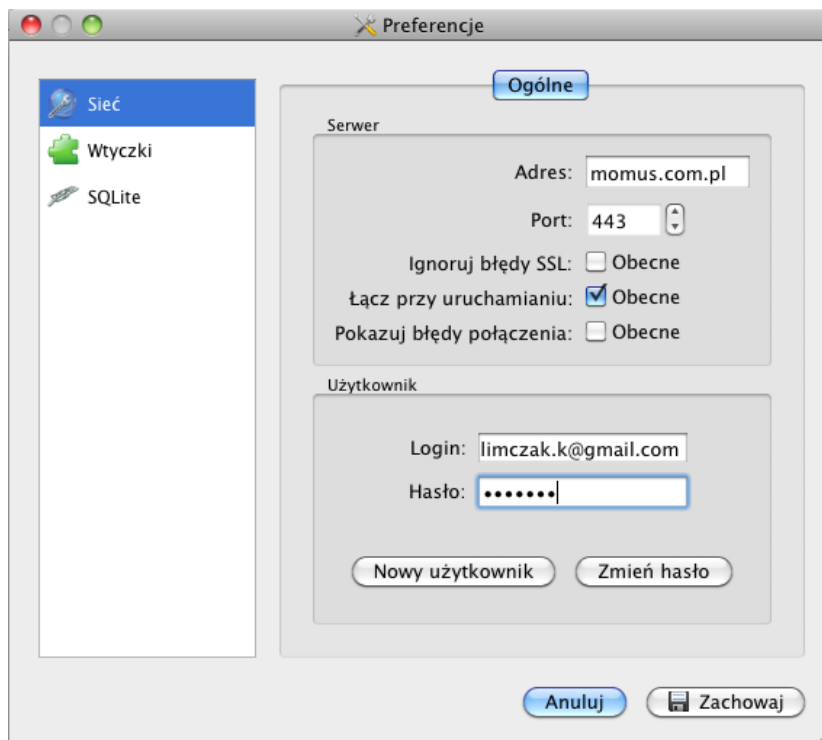 Preferencje
Sieć
Wtyczki
SQLite
Ogólne
Serwer
Adres: momus.com.pl
Port: 443
Ignoruj błędy SSL: Obecne
Łącz przy uruchamianiu: Obecne
Pokazuj błędy połączenia: Obecne
Użytkownik
Login: limczak.k@gmail.com
Hasło: •••••••
Nowy użytkownik Zmień hasło
Anuluj Zachowaj